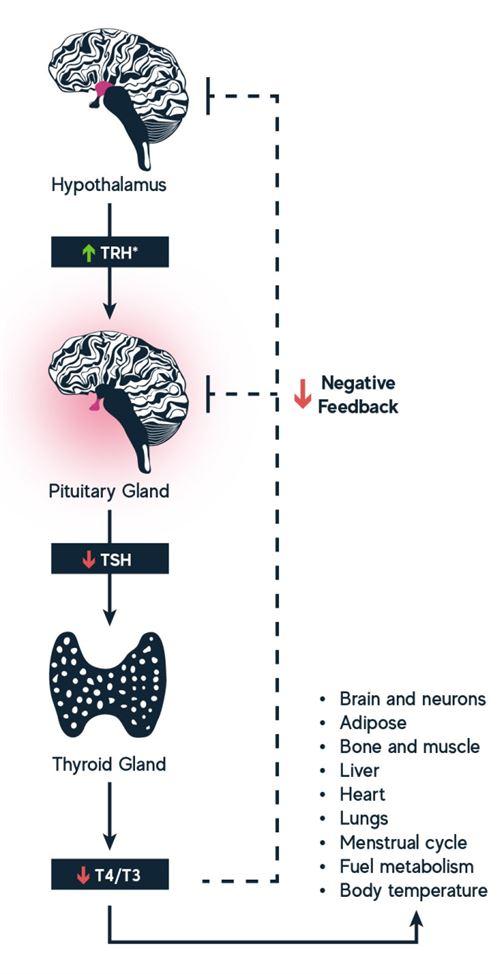 Hypothalamus
TRH*
Pituitary Gland
Negative
Feedback
TSH
Thyroid Gland
T4/T3
• Brain and neurons
• Adipose
• Bone and muscle
• Liver
• Heart
• Lungs
• Menstrual cycle
• Fuel metabolism
• Body temperature